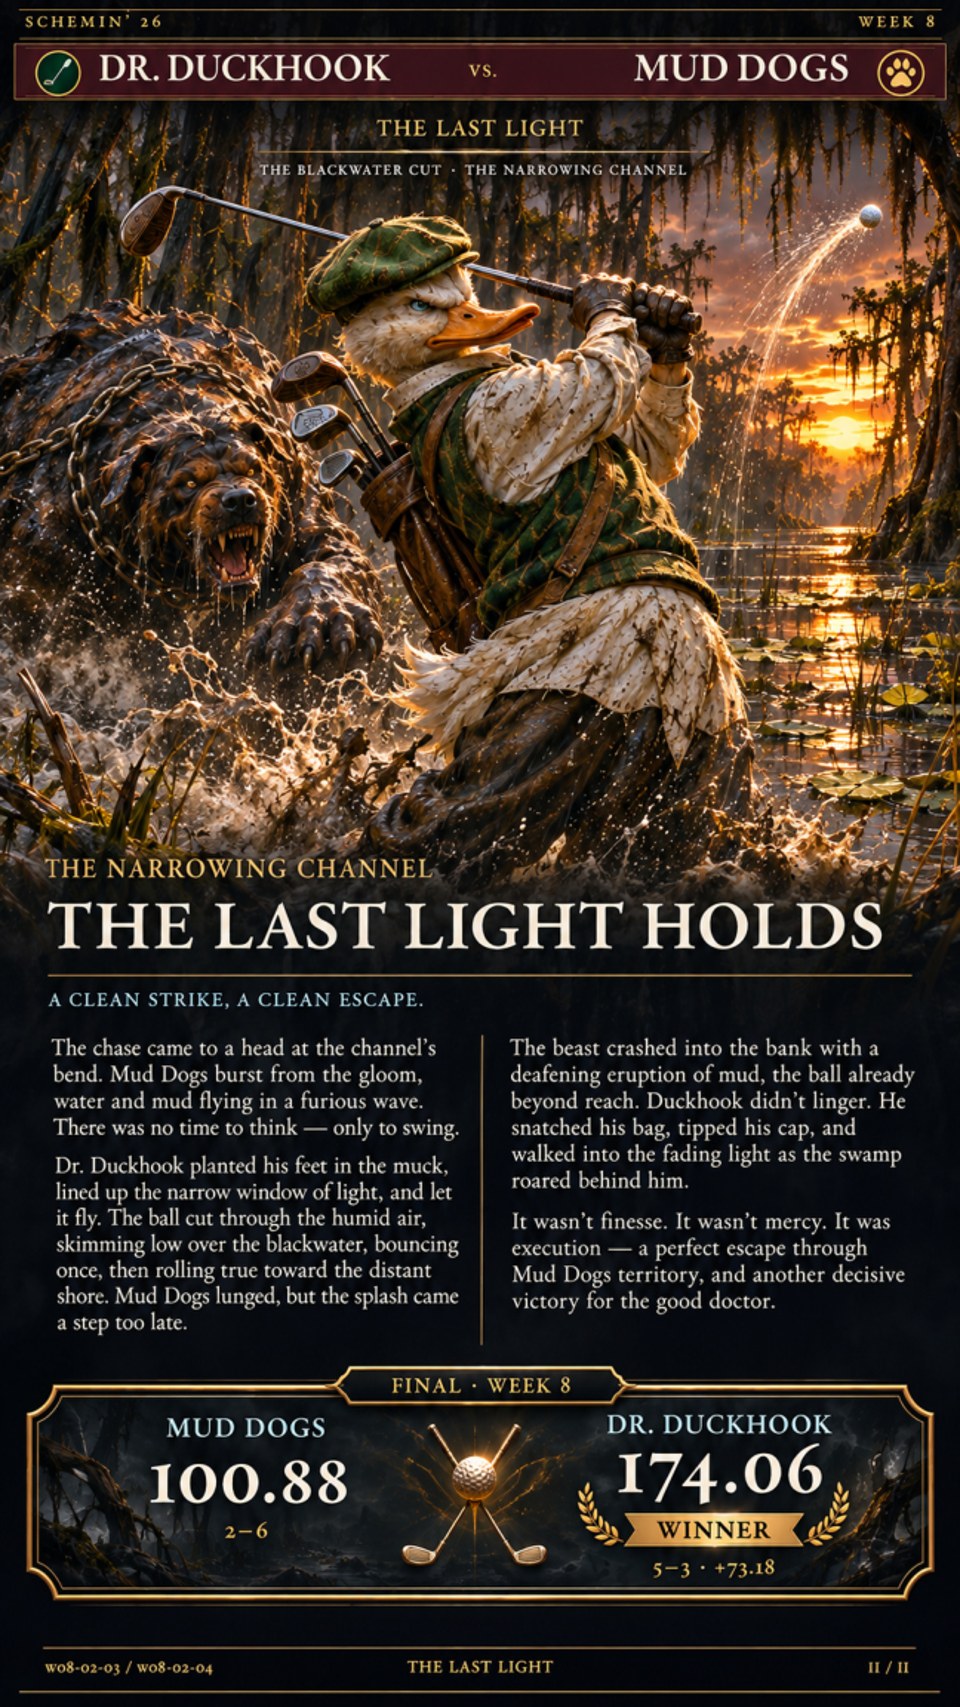 SCHEMIN' 26
WEEK 8
DR. DUCKHOOK
VS.
MUD DOGS
THE LAST LIGHT
THE BLACKWATER CUT · THE NARROWING CHANNEL
THE NARROWING CHANNEL
THE LAST LIGHT HOLDS
A CLEAN STRIKE, A CLEAN ESCAPE.
The chase came to a head at the channel's
bend. Mud Dogs burst from the gloom,
water and mud flying in a furious wave.
There was no time to think — only to swing.
Dr. Duckhook planted his feet in the muck,
lined up the narrow window of light, and let
it fly. The ball cut through the humid air,
skimming low over the blackwater, bouncing
once, then rolling true toward the distant
shore. Mud Dogs lunged, but the splash came
a step too late.
The beast crashed into the bank with a
deafening eruption of mud, the ball already
beyond reach. Duckhook didn't linger. He
snatched his bag, tipped his cap, and
walked into the fading light as the swamp
roared behind him.
It wasn't finesse. It wasn't mercy. It was
execution — a perfect escape through
Mud Dogs territory, and another decisive
victory for the good doctor.
FINAL · WEEK 8
MUD DOGS
100.88
2–6
DR. DUCKHOOK
174.06
WINNER
5–3 · +73.18
W08-02-03 / W08-02-04
THE LAST LIGHT
II / II